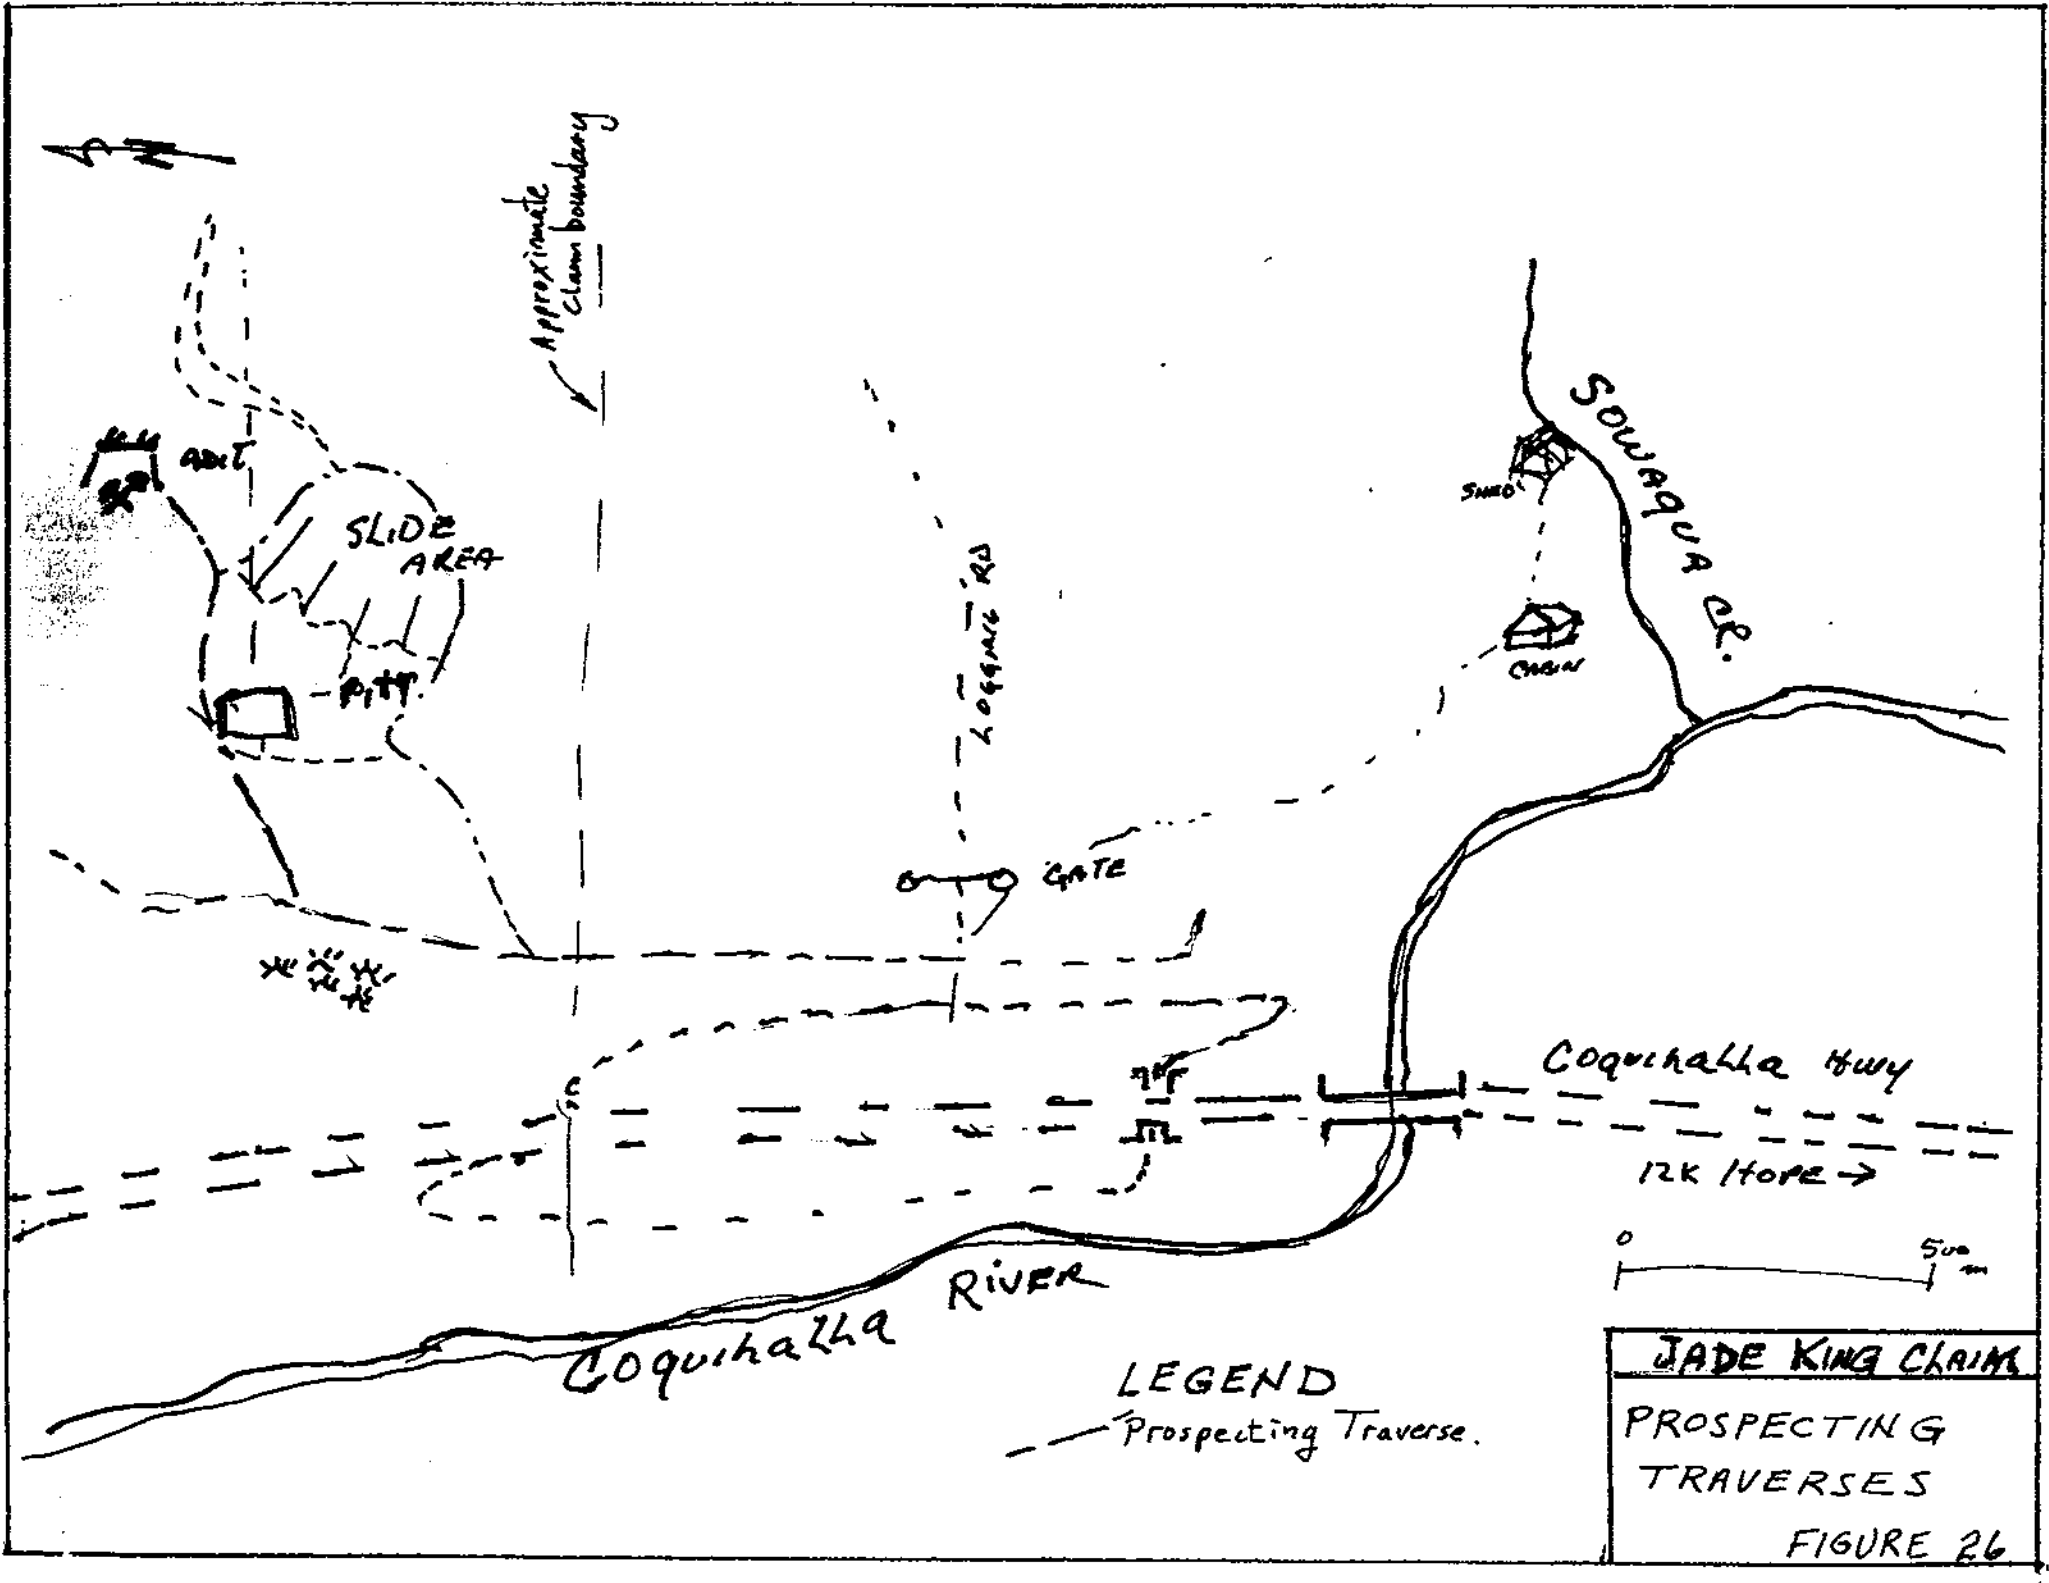 N
Approximate
Claim boundary
ADIT
SLIDE
AREA
LOGGING RD
SHED
SOWAQUA CR.
CABIN
GATE
Coquihalla Hwy
12K HOPE →
0 500
m
COQUIHALLA RIVER
LEGEND
Prospecting Traverse.
JADE KING CLAIM
PROSPECTING
TRAVERSES
FIGURE 26